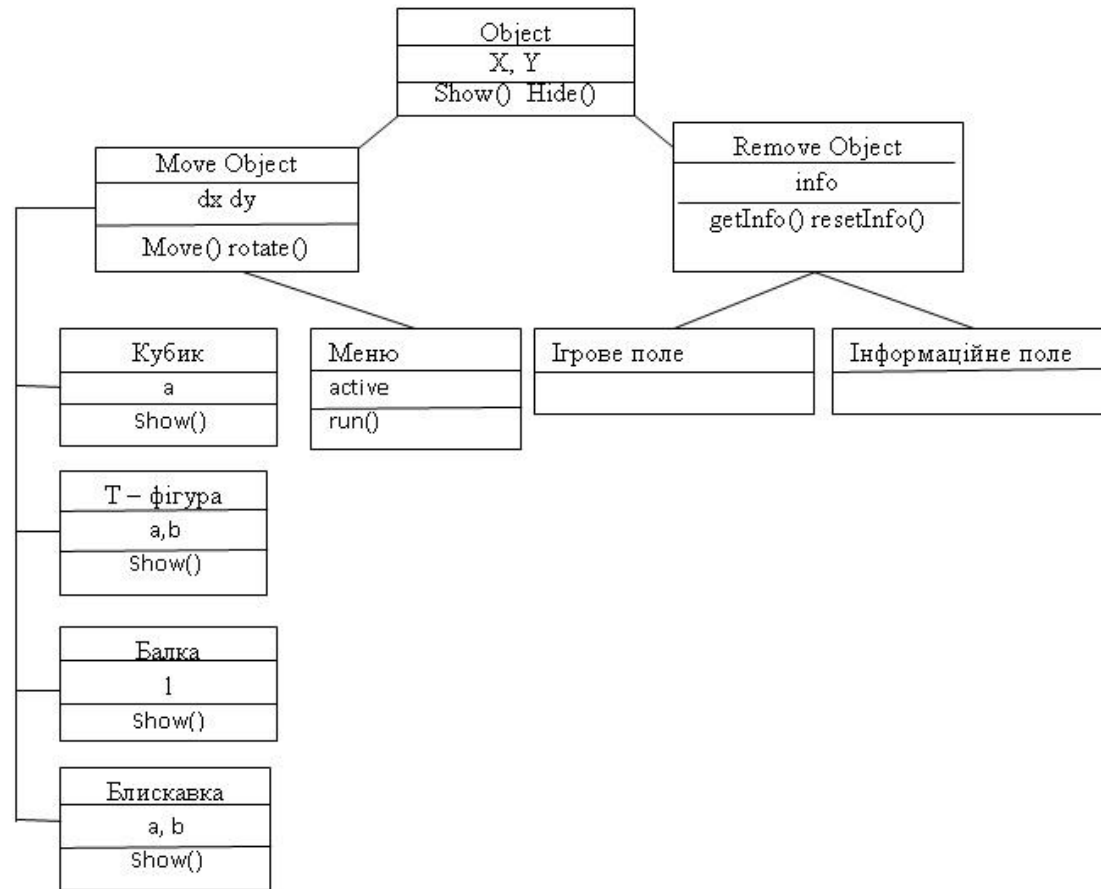 Object
X, Y
Show() Hide()
Move Object
dx dy
Move() rotate()
Remove Object
info
getInfo() resetInfo()
Кубик
a
Show()
Меню
active
run()
Ігрове поле
Інформаційне поле
Т – фігура
a,b
Show()
Балка
l
Show()
Блискавка
a, b
Show()